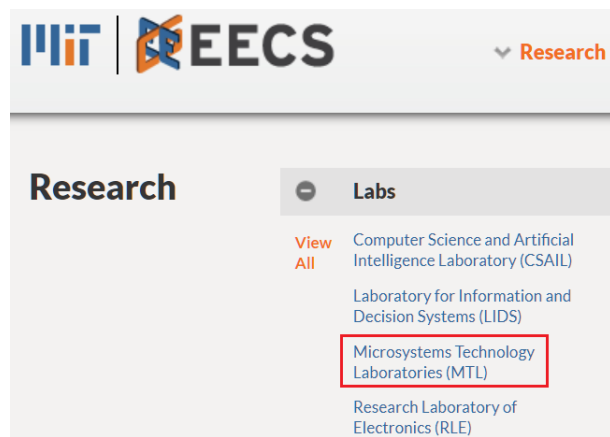 MIT EECS
Research
Research
Labs
View
All
Computer Science and Artificial
Intelligence Laboratory (CSAIL)
Laboratory for Information and
Decision Systems (LIDS)
Microsystems Technology
Laboratories (MTL)
Research Laboratory of
Electronics (RLE)